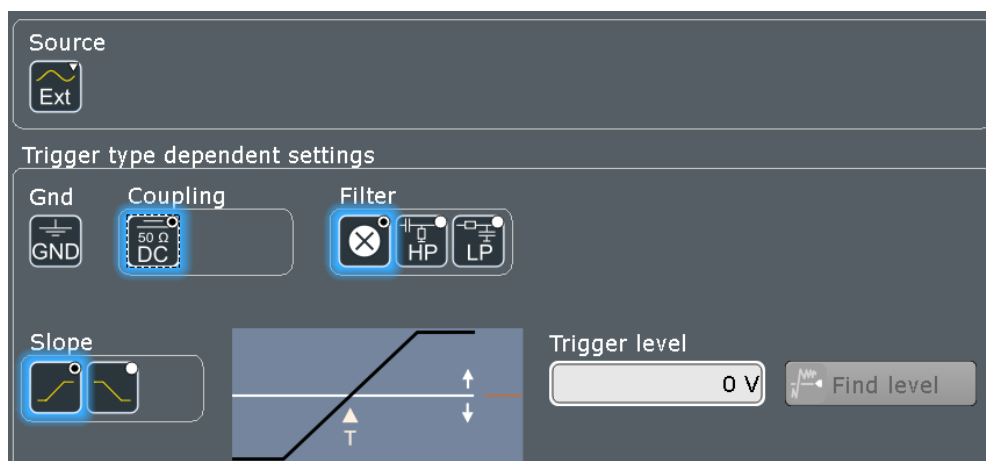 Source
Ext
Trigger type dependent settings
Gnd Coupling Filter
GND
50 Ω
DC
HP
LP
Slope
T
Trigger level
0 V
N
Find level